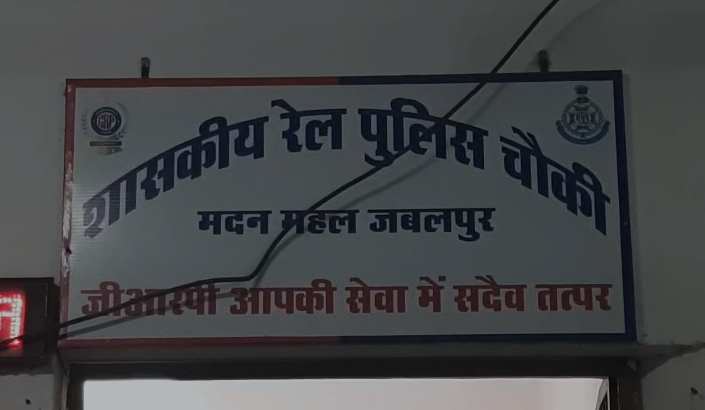 शासकीय रेल पुलिस चौकी
मदन महल जबलपुर
जीआरपी आपकी सेवा में सदैव तत्पर